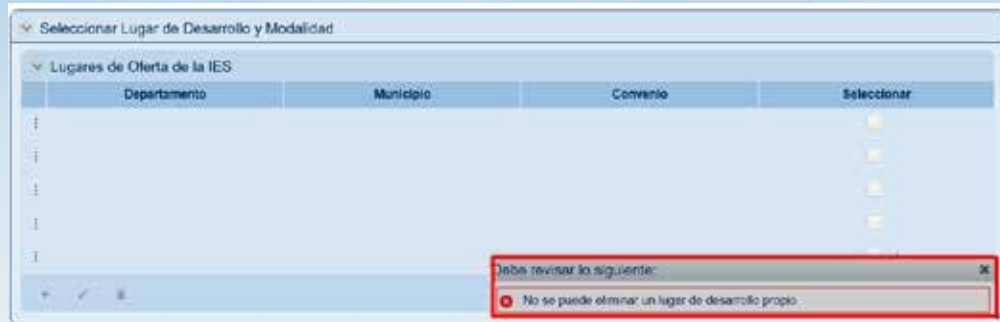 Seleccionar Lugar de Desarrollo y Modalidad
Lugares de Oferta de la IES
Departamento Municipio Convenio Seleccionar
Debe revisar lo siguiente:
No se puede eliminar un lugar de desarrollo propio